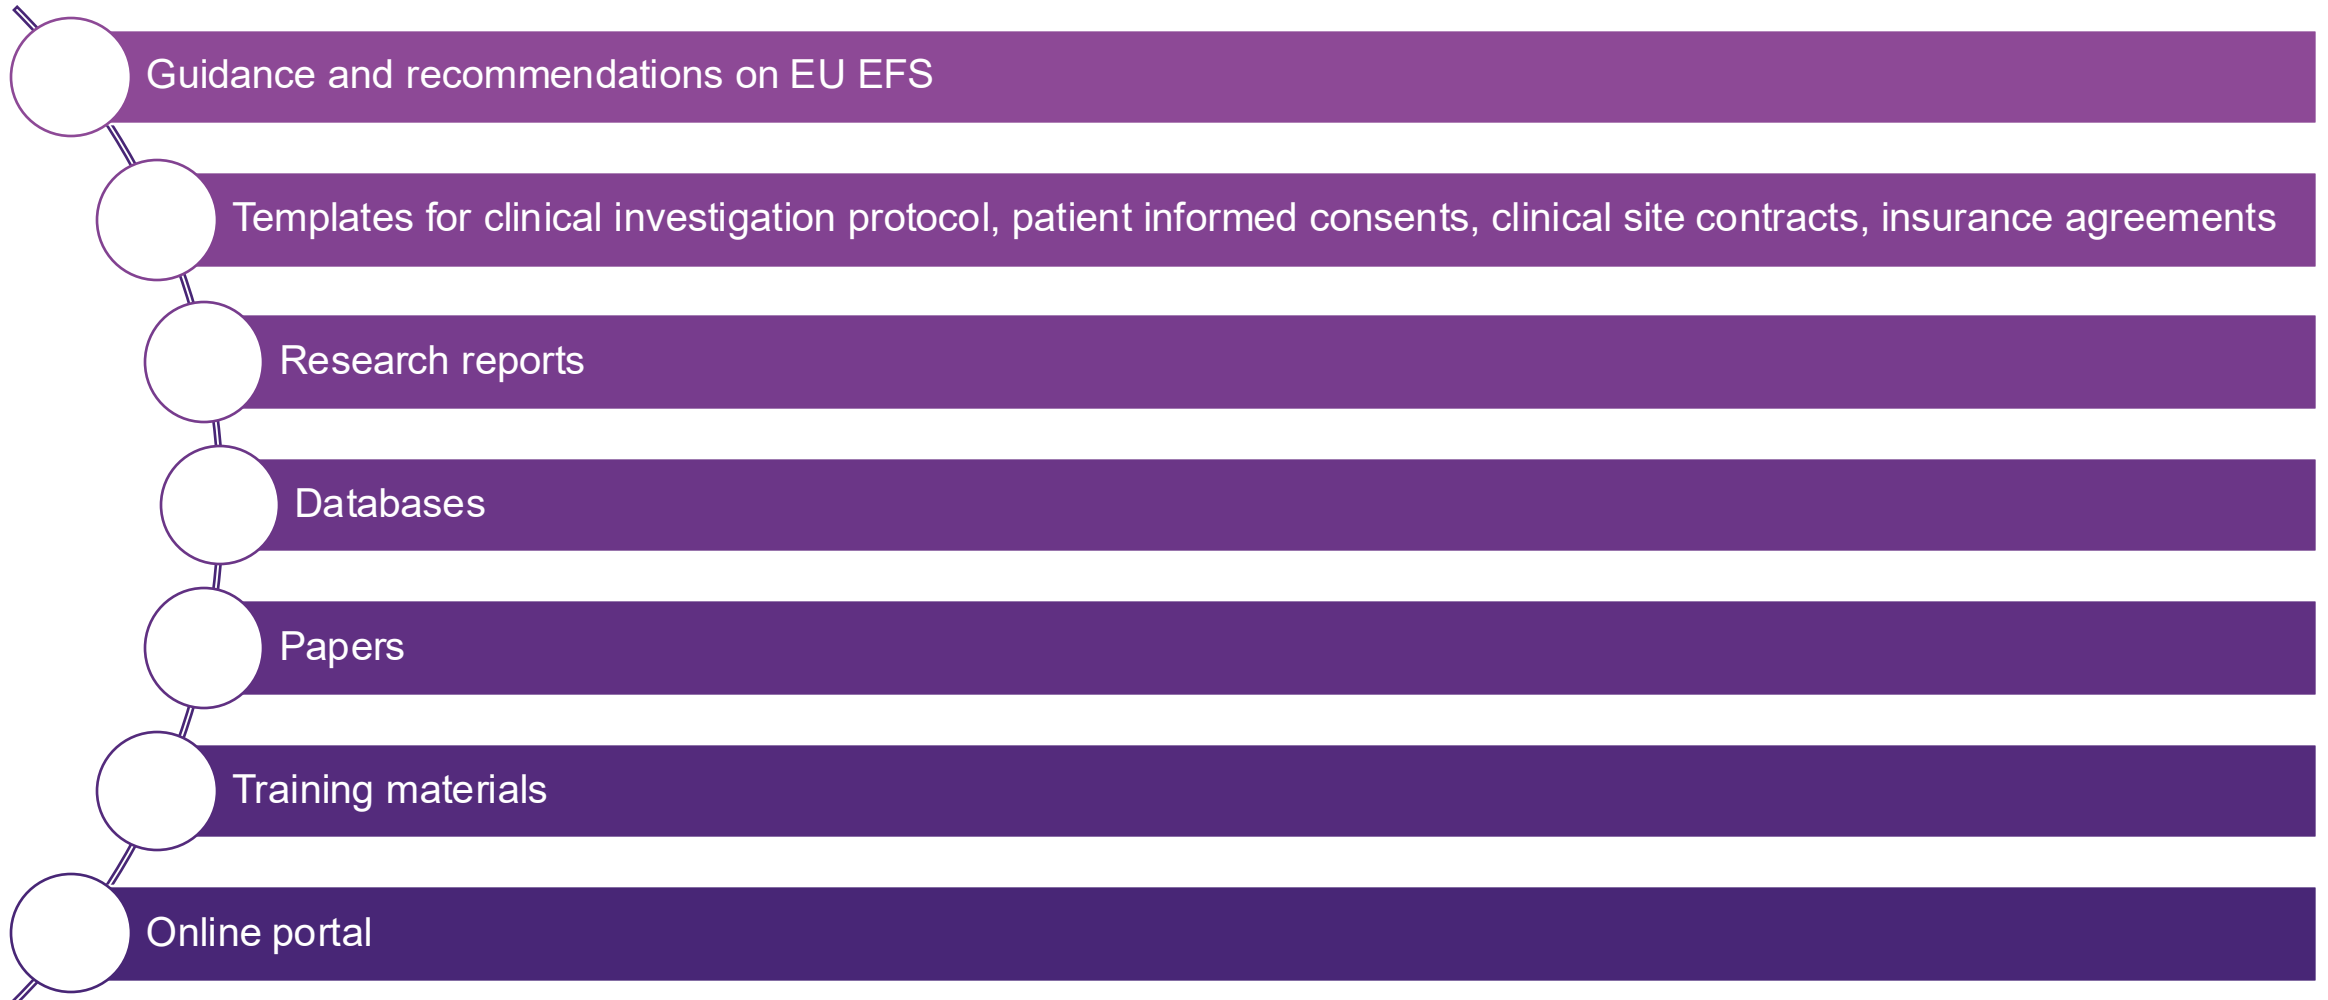 Guidance and recommendations on EU EFS
Templates for clinical investigation protocol, patient informed consents, clinical site contracts, insurance agreements
Research reports
Databases
Papers
Training materials
Online portal